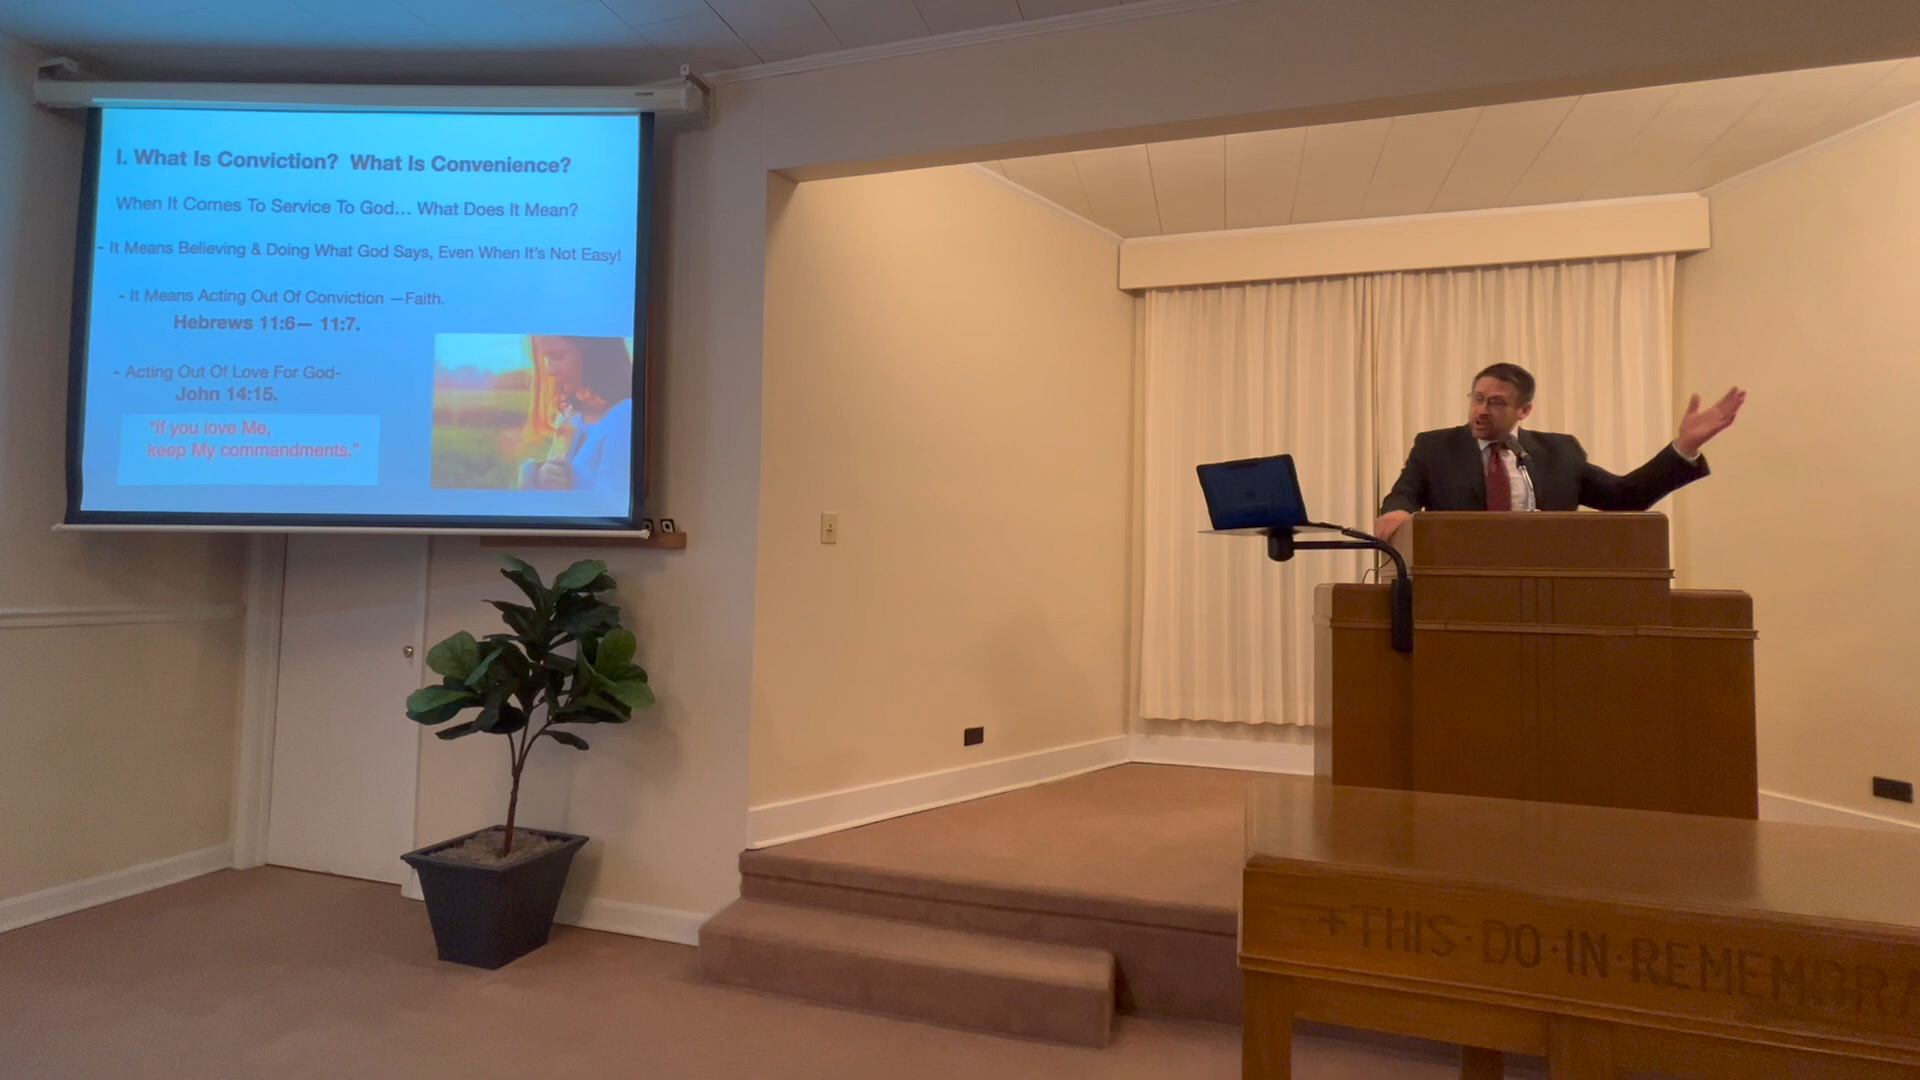 I. What Is Conviction? What Is Convenience?
When It Comes To Service To God... What Does It Mean?
- It Means Believing & Doing What God Says, Even When It's Not Easy!
- It Means Acting Out Of Conviction —Faith.
Hebrews 11:6— 11:7.
- Acting Out Of Love For God-
John 14:15.
"If you love Me,
keep My commandments."
+THIS·DO·IN·REMEMBRA